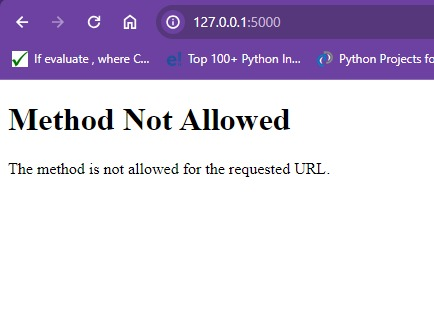 127.0.0.1:5000
If evaluate , where C... e! Top 100+ Python In... Python Projects fo
Method Not Allowed
The method is not allowed for the requested URL.